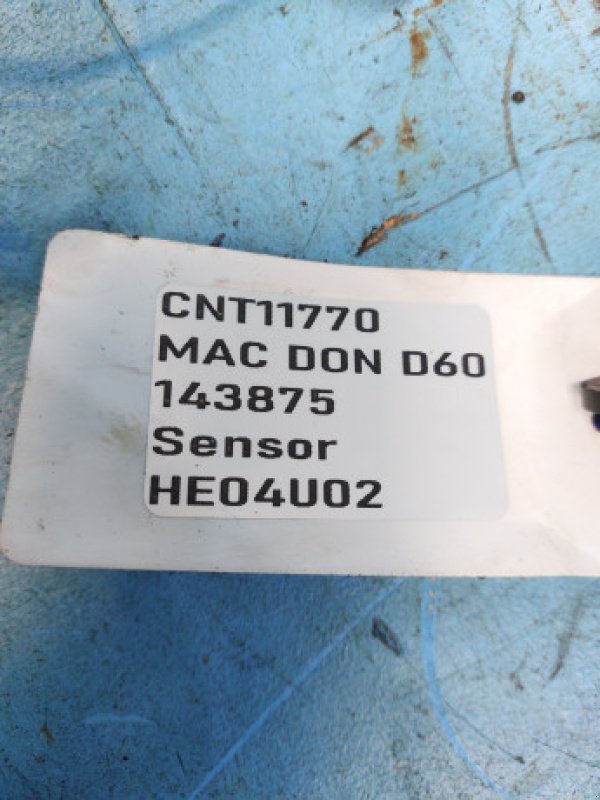 CNT11770
MAC DON D60
143875
Sensor
HE04U02